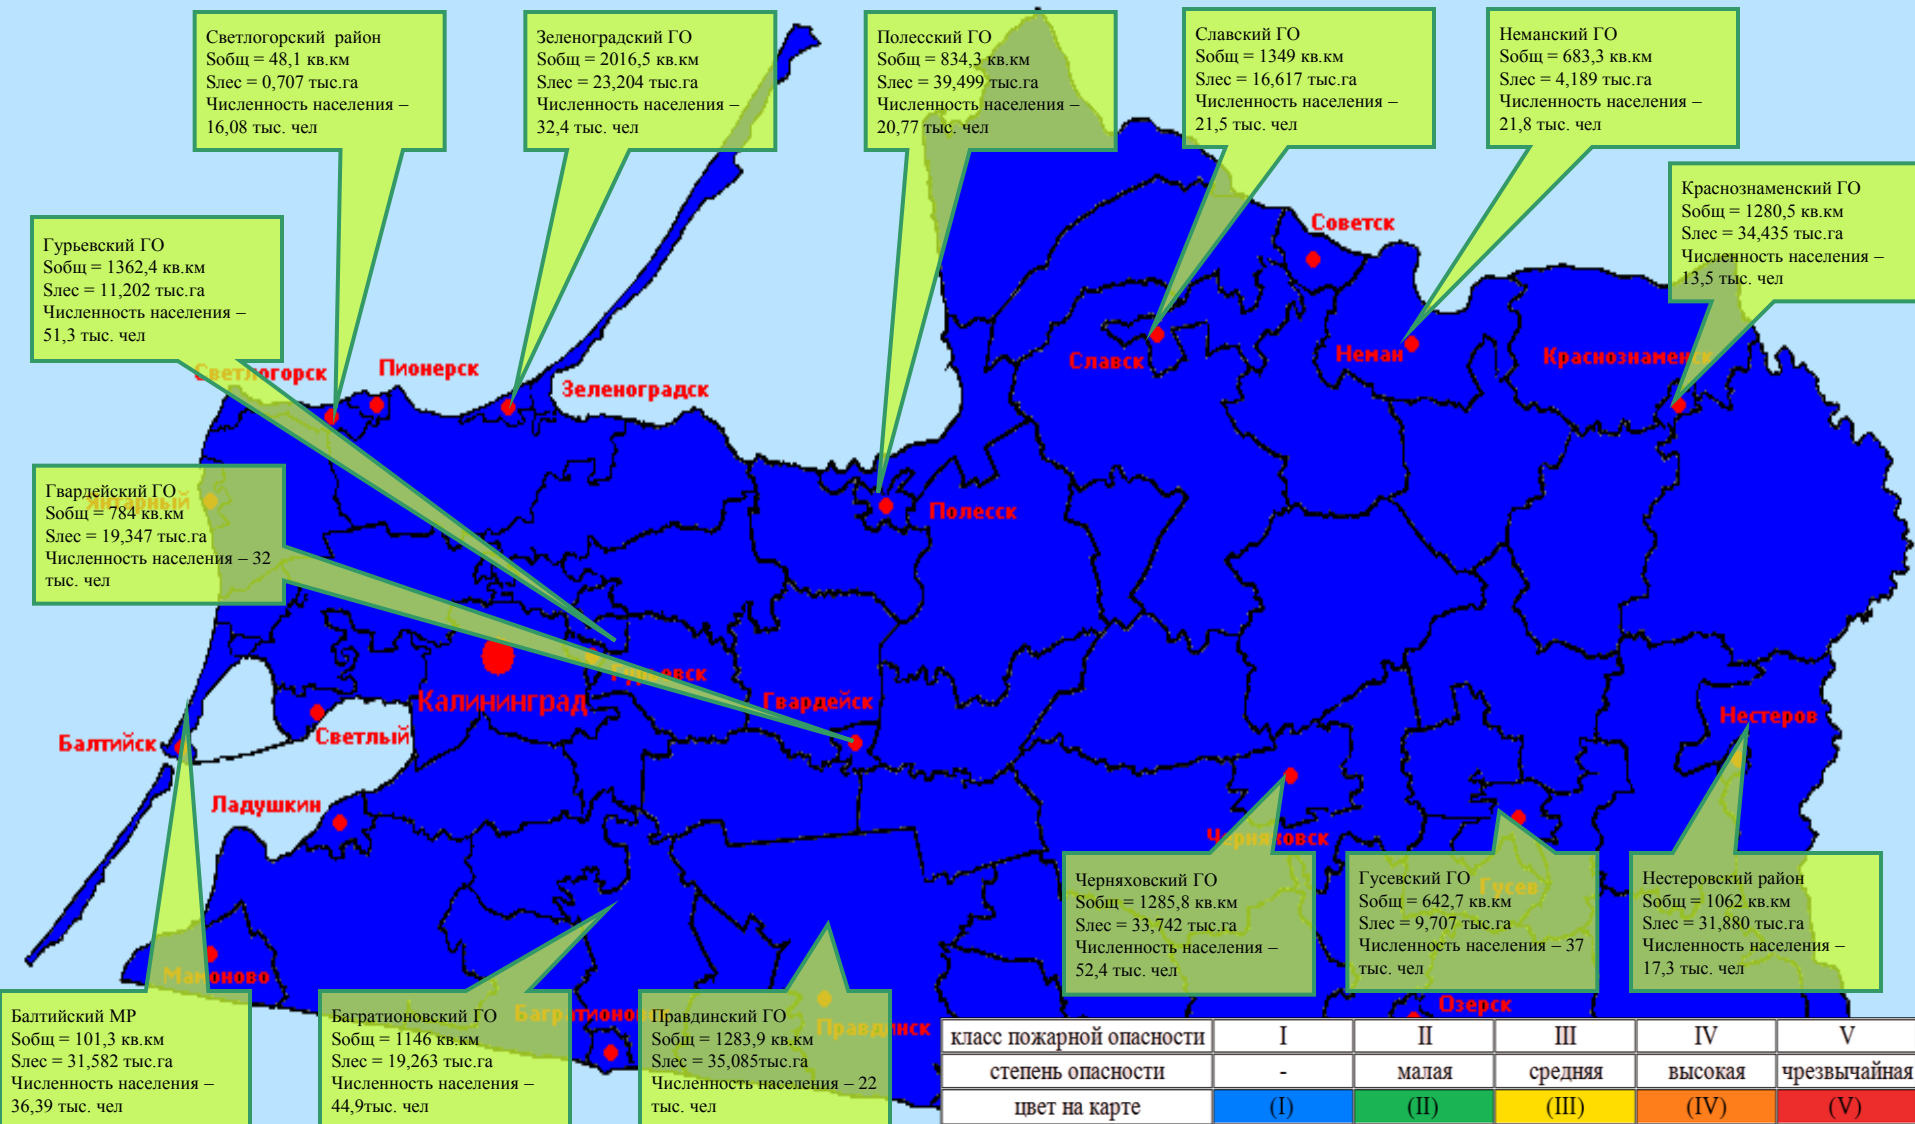 Светлогорский район
Sобщ = 48,1 кв.км
Sлес = 0,707 тыс.га
Численность населения –
16,08 тыс. чел
Зеленоградский ГО
Sобщ = 2016,5 кв.км
Sлес = 23,204 тыс.га
Численность населения –
32,4 тыс. чел
Полесский ГО
Sобщ = 834,3 кв.км
Sлес = 39,499 тыс.га
Численность населения –
20,77 тыс. чел
Славский ГО
Sобщ = 1349 кв.км
Sлес = 16,617 тыс.га
Численность населения –
21,5 тыс. чел
Неманский ГО
Sобщ = 683,3 кв.км
Sлес = 4,189 тыс.га
Численность населения –
21,8 тыс. чел
Краснознаменский ГО
Sобщ = 1280,5 кв.км
Sлес = 34,435 тыс.га
Численность населения –
13,5 тыс. чел
Гурьевский ГО
Sобщ = 1362,4 кв.км
Sлес = 11,202 тыс.га
Численность населения –
51,3 тыс. чел
Советск
Славск
Неман
Краснознаменск
Светлогорск
Пионерск
Зеленоградск
Гвардейский ГО
Sобщ = 784 кв.км
Sлес = 19,347 тыс.га
Численность населения – 32
тыс. чел
Янтарный
Полесск
Гурьевск
Калининград
Гвардейск
Нестеров
Балтийск
Светлый
Ладушкин
Черняховск
Черняховский ГО
Sобщ = 1285,8 кв.км
Sлес = 33,742 тыс.га
Численность населения –
52,4 тыс. чел
Гусевский ГО
Sобщ = 642,7 кв.км
Sлес = 9,707 тыс.га
Численность населения – 37
тыс. чел
Гусев
Нестеровский район
Sобщ = 1062 кв.км
Sлес = 31,880 тыс.га
Численность населения –
17,3 тыс. чел
Мамоново
Багратионовск
Правдинск
Озерск
Балтийский МР
Sобщ = 101,3 кв.км
Sлес = 31,582 тыс.га
Численность населения –
36,39 тыс. чел
Багратионовский ГО
Sобщ = 1146 кв.км
Sлес = 19,263 тыс.га
Численность населения –
44,9тыс. чел
Правдинский ГО
Sобщ = 1283,9 кв.км
Sлес = 35,085тыс.га
Численность населения – 22
тыс. чел
класс пожарной опасности I II III IV V
степень опасности - малая средняя высокая чрезвычайная
цвет на карте (I) (II) (III) (IV) (V)